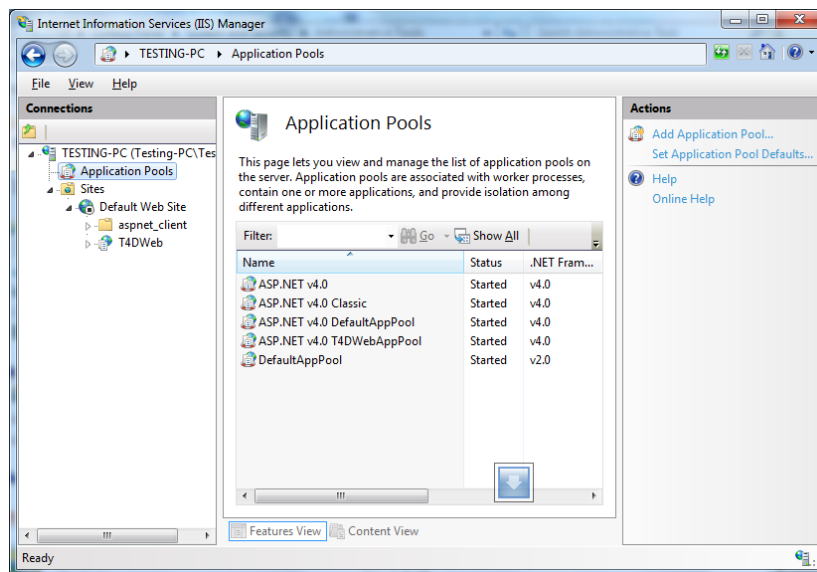 Internet Information Services (IIS) Manager
TESTING-PC Application Pools
File View Help
Connections
TESTING-PC (Testing-PC\Tes
Application Pools
Sites
Default Web Site
aspnet_client
T4DWeb
Application Pools
This page lets you view and manage the list of application pools on
the server. Application pools are associated with worker processes,
contain one or more applications, and provide isolation among
different applications.
Filter: Go Show All
Name Status .NET Fram...
ASP.NET v4.0 Started v4.0
ASP.NET v4.0 Classic Started v4.0
ASP.NET v4.0 DefaultAppPool Started v4.0
ASP.NET v4.0 T4DWebAppPool Started v4.0
DefaultAppPool Started v2.0
Features View Content View
Actions
Add Application Pool...
Set Application Pool Defaults...
Help
Online Help
Ready